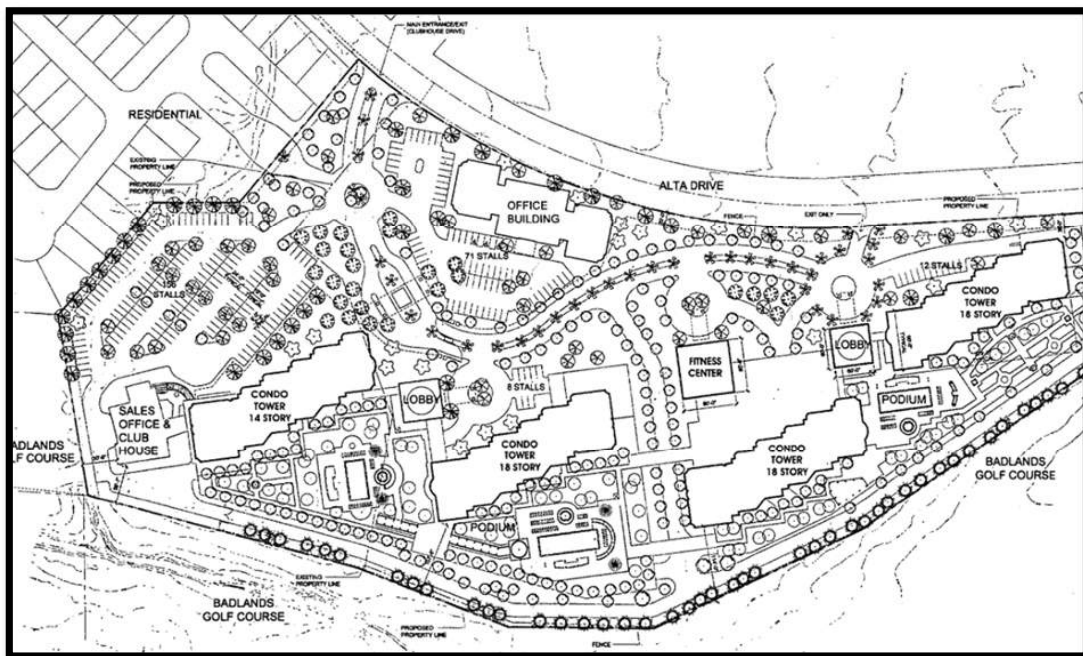 MAIN ENTRANCE/EXIT
(CLUBHOUSE DRIVE)
RESIDENTIAL
EXISTING
PROPERTY LINE
PROPOSED
PROPERTY LINE
OFFICE
BUILDING
ALTA DRIVE
FENCE
EXIT ONLY
PROPOSED
PROPERTY LINE
71 STALLS
12 STALLS
STALLS
CONDO
TOWER
18 STORY
LOBBY
FITNESS
CENTER
8 STALLS
PODIUM
SALES
OFFICE &
CLUB
HOUSE
CONDO
TOWER
14 STORY
LOBBY
CONDO
TOWER
18 STORY
CONDO
TOWER
18 STORY
BADLANDS
GOLF COURSE
ADLANDS
LF COURSE
PODIUM
EXISTING
PROPERTY LINE
BADLANDS
GOLF COURSE
PROPOSED
PROPERTY LINE
FENCE